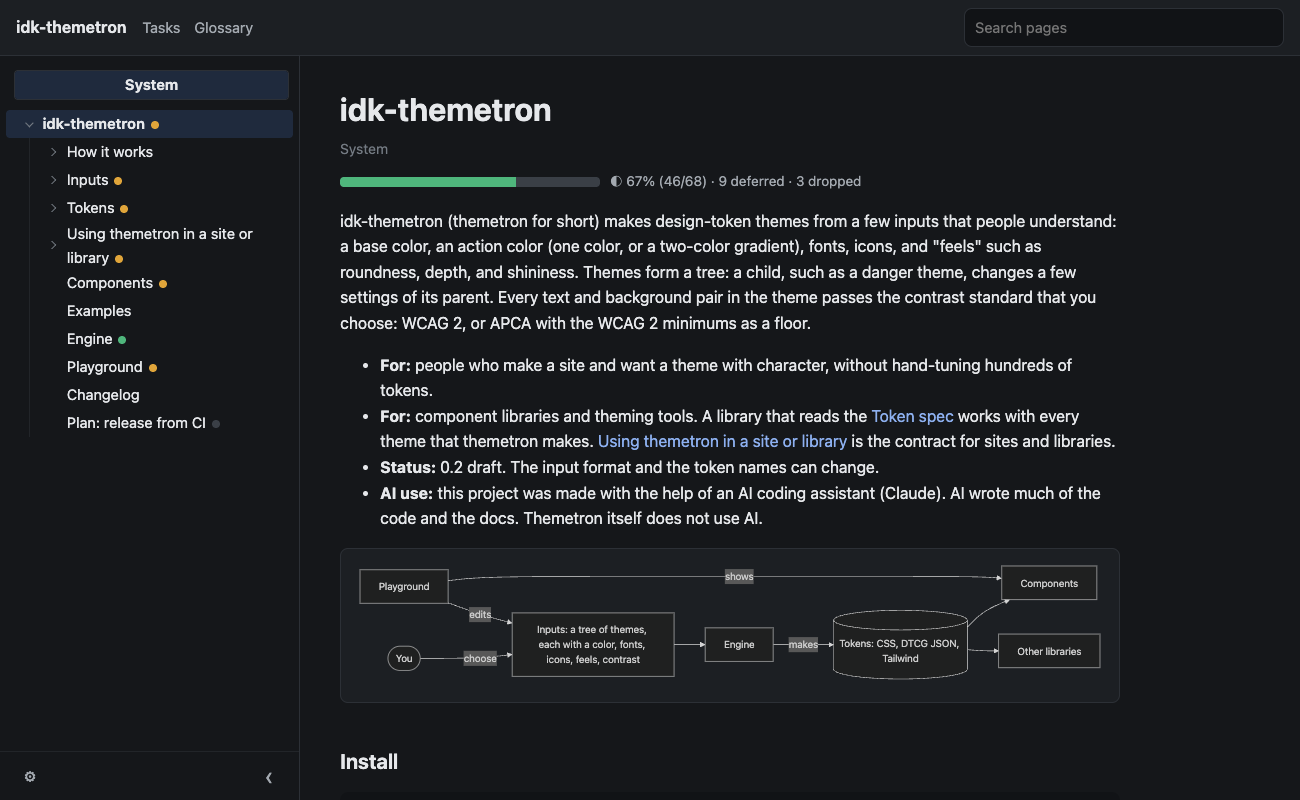 idk-themetron Tasks Glossary
Search pages
System
idk-themetron
How it works
Inputs
Tokens
Using themetron in a site or
library
Components
Examples
Engine
Playground
Changelog
Plan: release from CI
idk-themetron
System
67% (46/68) · 9 deferred · 3 dropped
idk-themetron (themetron for short) makes design-token themes from a few inputs that people understand:
a base color, an action color (one color, or a two-color gradient), fonts, icons, and "feels" such as
roundness, depth, and shininess. Themes form a tree: a child, such as a danger theme, changes a few
settings of its parent. Every text and background pair in the theme passes the contrast standard that you
choose: WCAG 2, or APCA with the WCAG 2 minimums as a floor.
• For: people who make a site and want a theme with character, without hand-tuning hundreds of
tokens.
• For: component libraries and theming tools. A library that reads the Token spec works with every
theme that themetron makes. Using themetron in a site or library is the contract for sites and libraries.
• Status: 0.2 draft. The input format and the token names can change.
• AI use: this project was made with the help of an AI coding assistant (Claude). AI wrote much of the
code and the docs. Themetron itself does not use AI.
Playground
shows
Components
edits
Inputs: a tree of themes,
each with a color, fonts,
icons, feels, contrast
You
choose
Engine
makes
Tokens: CSS, DTCG JSON,
Tailwind
Other libraries
Install